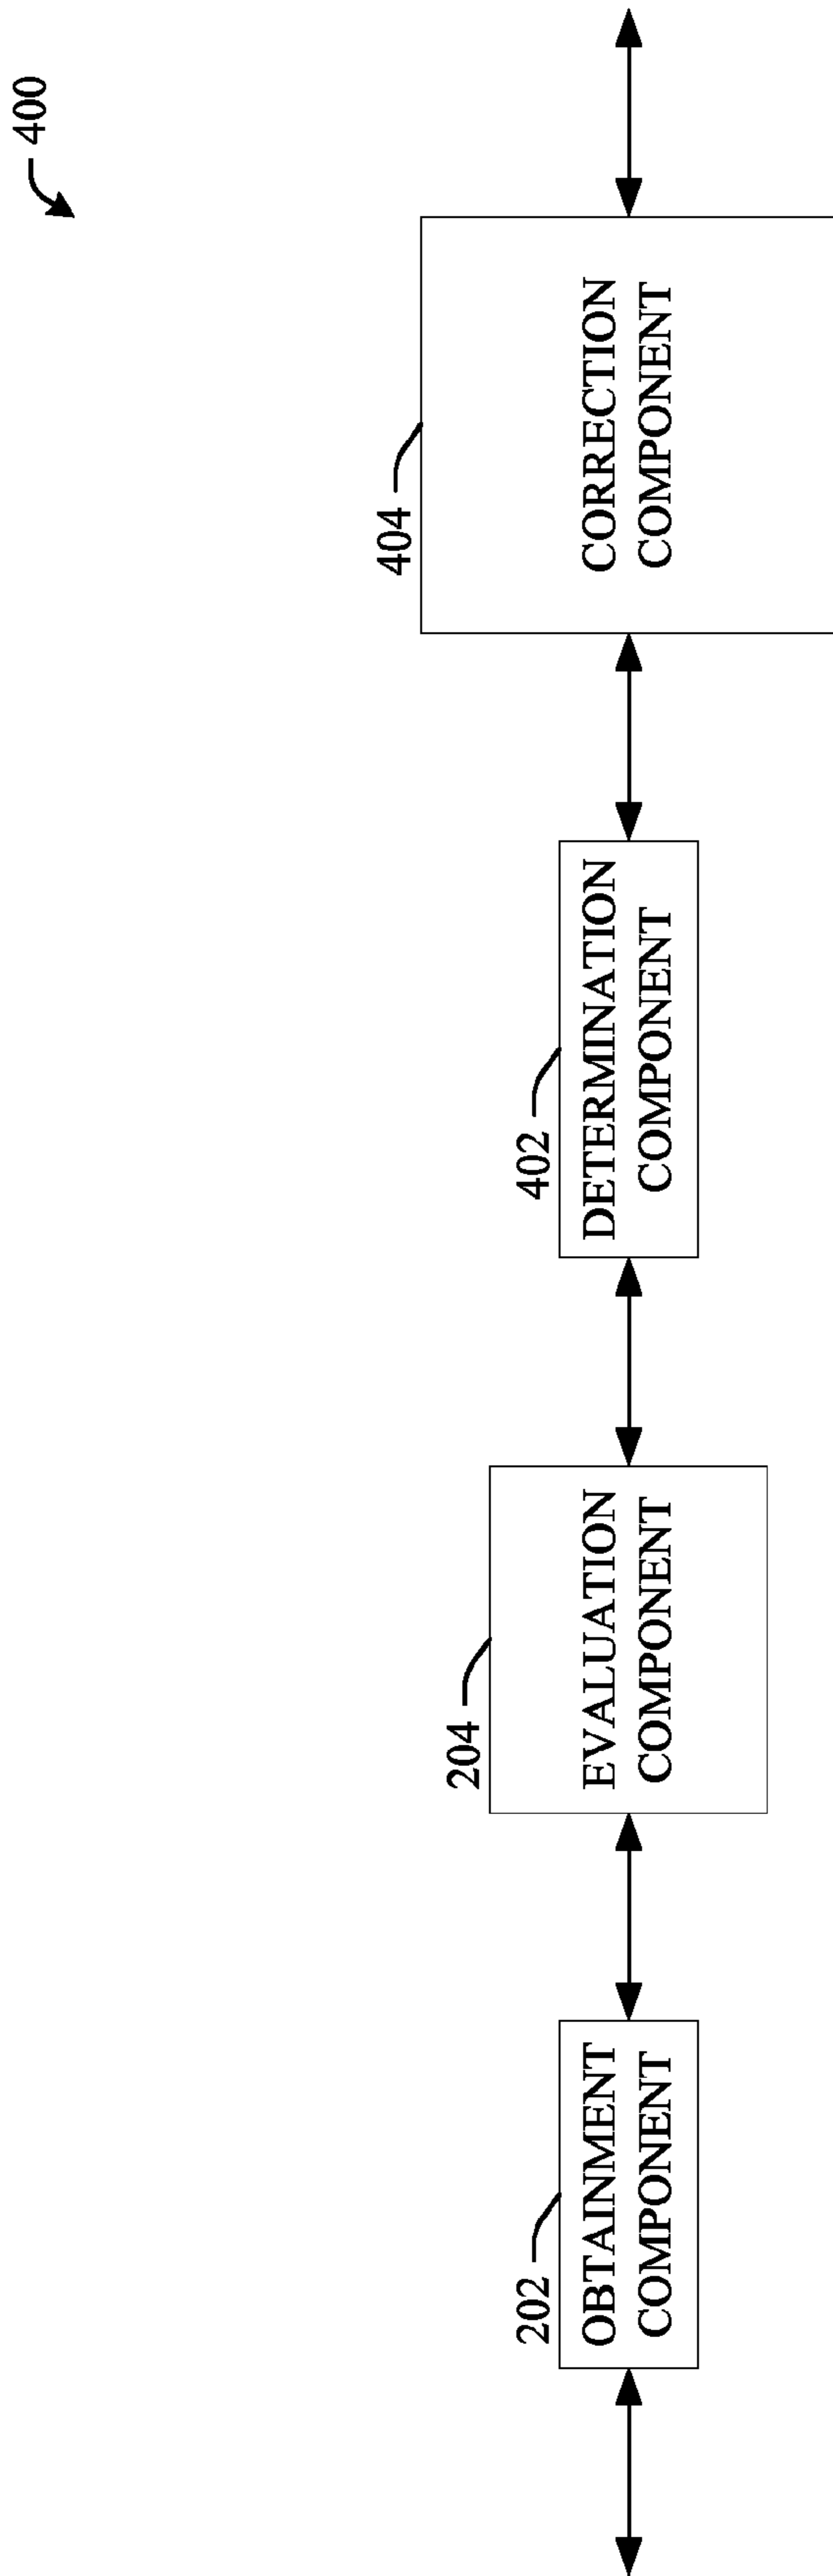 400
202
OBTAINMENT
COMPONENT
204
EVALUATION
COMPONENT
402
DETERMINATION
COMPONENT
404
CORRECTION
COMPONENT